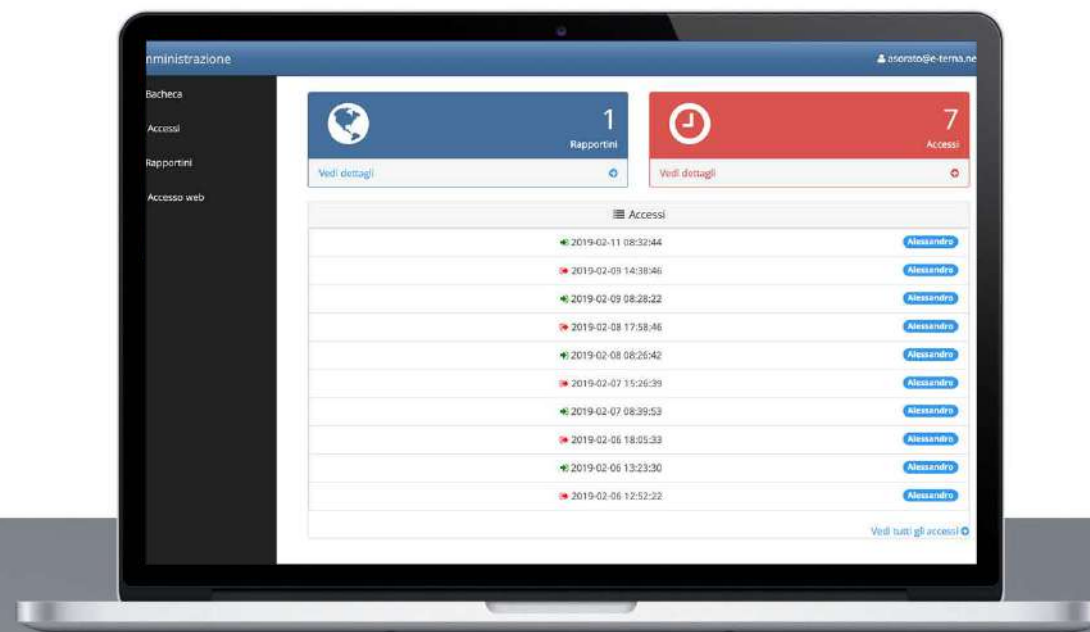 mministrazione
asorato@e-terna.ne
Bacheca
Accessi
Rapportini
Accesso web
1
Rapportini
Vedi dettagli
7
Accessi
Vedi dettagli
Accessi
2019-02-11 08:32:44 Alessandro
2019-02-09 14:38:46 Alessandro
2019-02-09 08:28:22 Alessandro
2019-02-08 17:58:46 Alessandro
2019-02-08 08:26:42 Alessandro
2019-02-07 15:26:39 Alessandro
2019-02-07 08:39:53 Alessandro
2019-02-06 18:05:33 Alessandro
2019-02-06 13:23:30 Alessandro
2019-02-06 12:52:22 Alessandro
Vedi tutti gli accessi